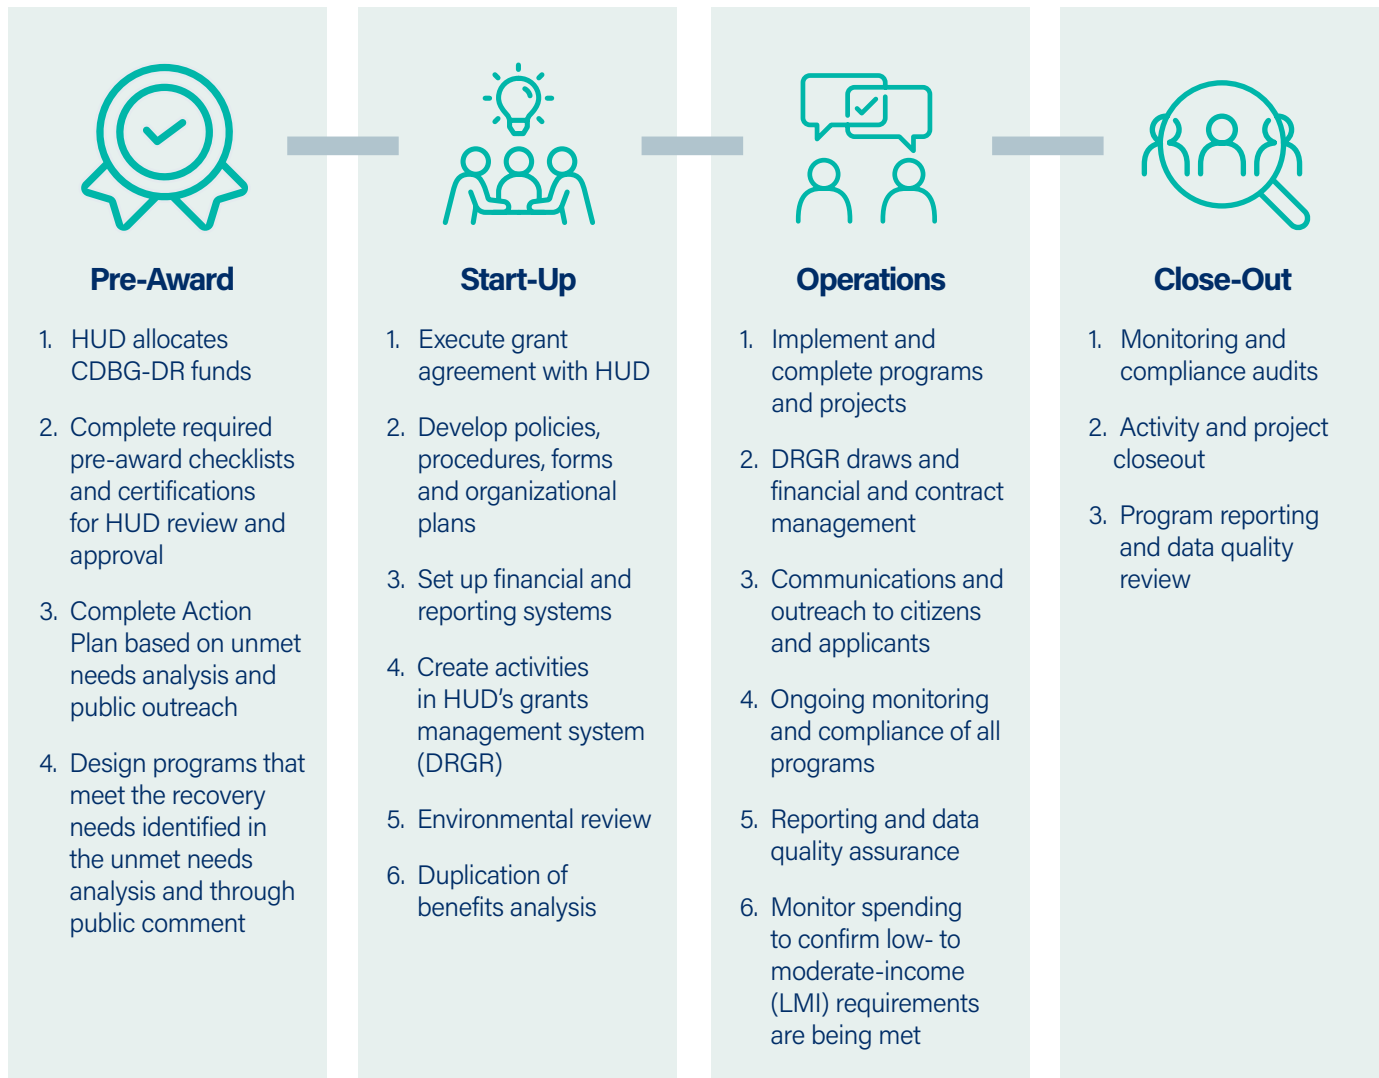 Pre-Award
1. HUD allocates
CDBG-DR funds
2. Complete required
pre-award checklists
and certifications
for HUD review and
approval
3. Complete Action
Plan based on unmet
needs analysis and
public outreach
4. Design programs that
meet the recovery
needs identified in
the unmet needs
analysis and through
public comment
Start-Up
1. Execute grant
agreement with HUD
2. Develop policies,
procedures, forms
and organizational
plans
3. Set up financial and
reporting systems
4. Create activities
in HUD’s grants
management system
(DRGR)
5. Environmental review
6. Duplication of
benefits analysis
Operations
1. Implement and
complete programs
and projects
2. DRGR draws and
financial and contract
management
3. Communications and
outreach to citizens
and applicants
4. Ongoing monitoring
and compliance of all
programs
5. Reporting and data
quality assurance
6. Monitor spending
to confirm low- to
moderate-income
(LMI) requirements
are being met
Close-Out
1. Monitoring and
compliance audits
2. Activity and project
closeout
3. Program reporting
and data quality
review